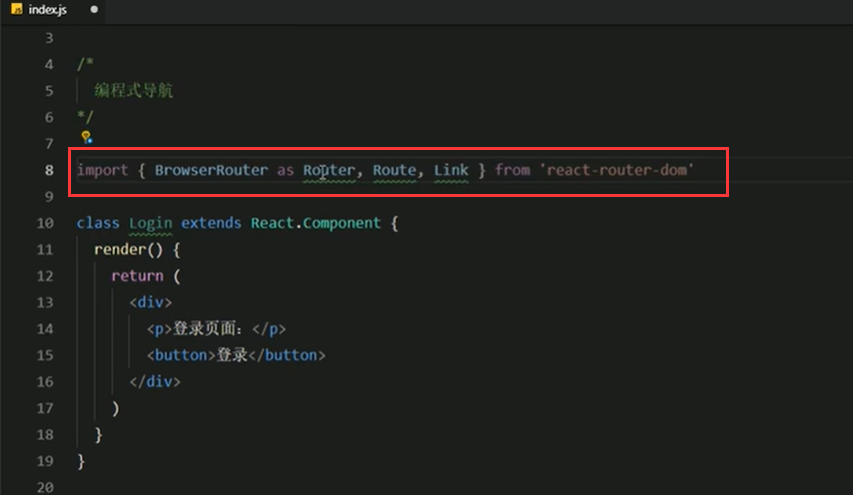 JS index.js
3
4 /*
5 编程式导航
6 */
7
8 import { BrowserRouter as Router, Route, Link } from 'react-router-dom'
9
10 class Login extends React.Component {
11 render() {
12 return (
13 <div>
14 <p>登录页面：</p>
15 <button>登录</button>
16 </div>
17 )
18 }
19 }
20